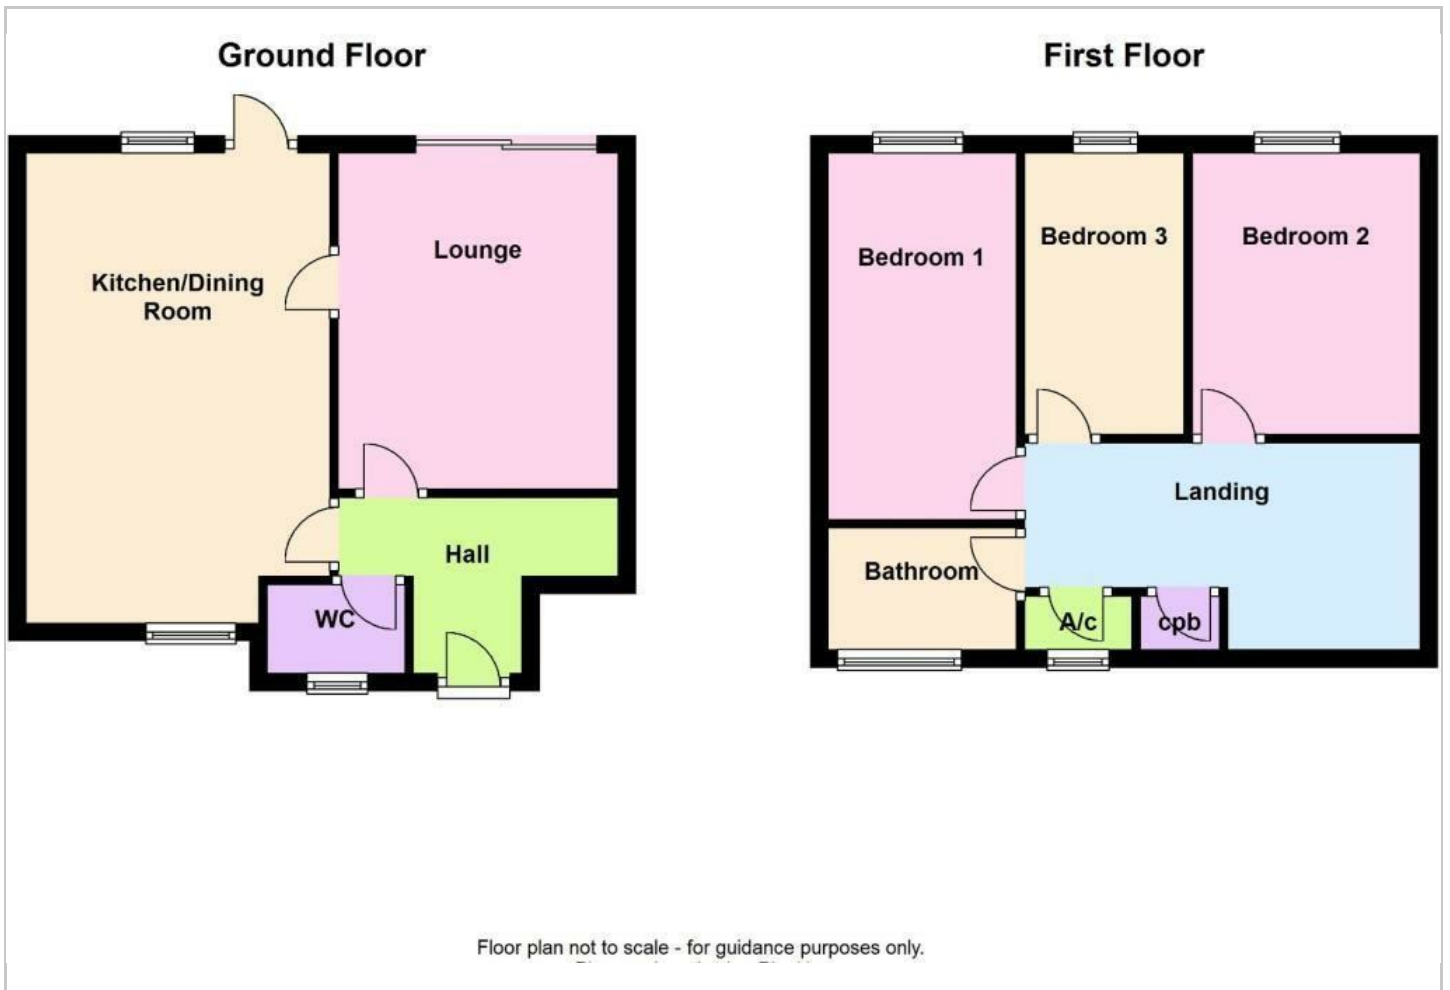 Ground Floor
First Floor
Kitchen/Dining
Room
Lounge
Hall
WC
Bedroom 1
Bedroom 3
Bedroom 2
Landing
Bathroom
A/c
cpb
Floor plan not to scale - for guidance purposes only.